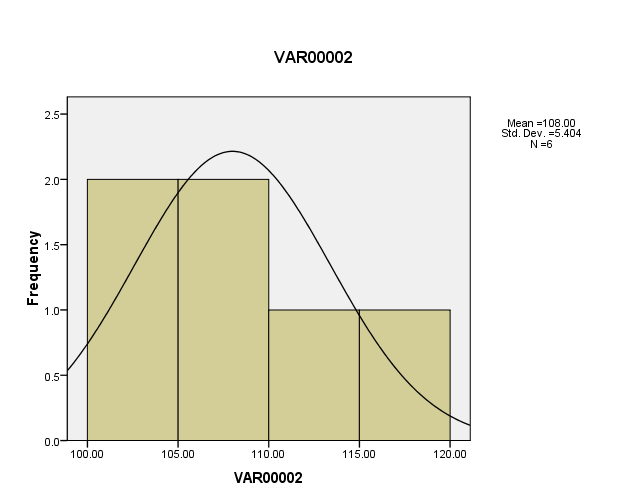 VAR00002
Mean =108.00
Std. Dev. =5.404
N =6
2.5
2.0
1.5
1.0
0.5
0.0
Frequency
100.00 105.00 110.00 115.00 120.00
VAR00002